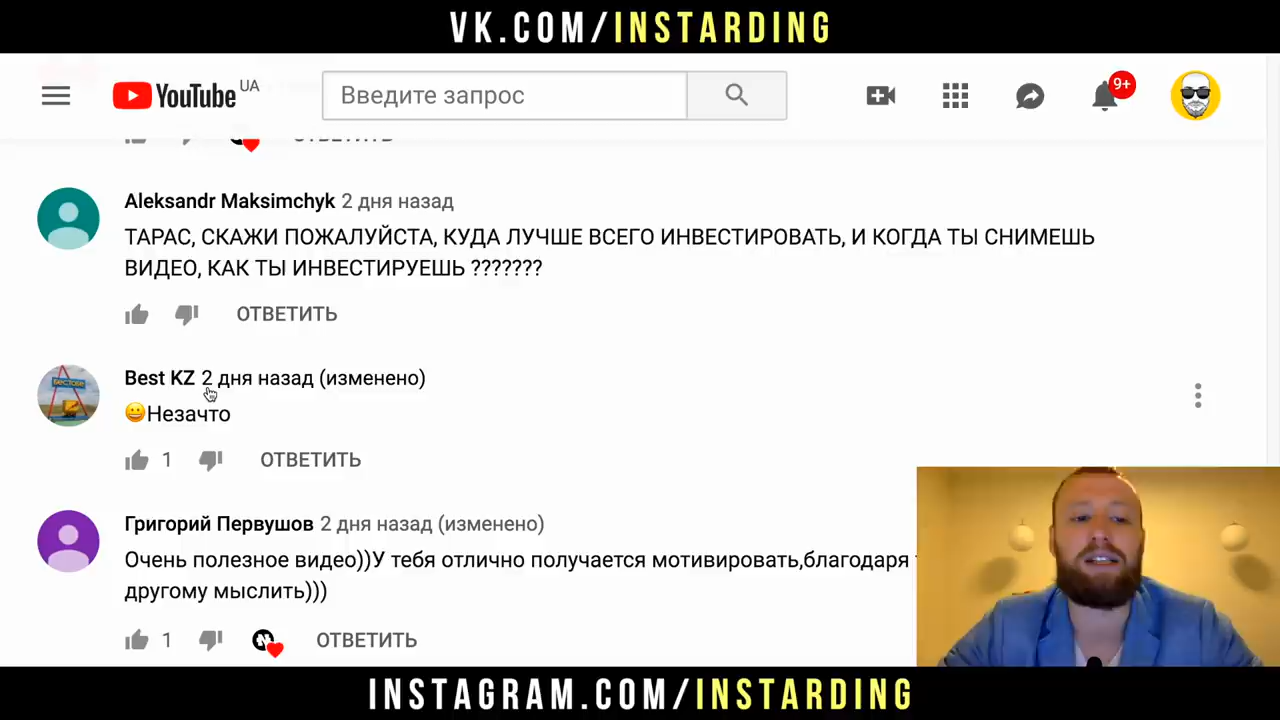 VK.COM/INSTARDING
YouTube UA
Введите запрос
9+
ОТВЕТИТЬ
Aleksandr Maksimchyk 2 дня назад
ТАРАС, СКАЖИ ПОЖАЛУЙСТА, КУДА ЛУЧШЕ ВСЕГО ИНВЕСТИРОВАТЬ, И КОГДА ТЫ СНИМЕШЬ
ВИДЕО, КАК ТЫ ИНВЕСТИРУЕШЬ ???????
ОТВЕТИТЬ
Best KZ 2 дня назад (изменено)
😀Незачто
1 ОТВЕТИТЬ
Григорий Первушов 2 дня назад (изменено)
Очень полезное видео))У тебя отлично получается мотивировать,благодаря
другому мыслить)))
1 ОТВЕТИТЬ
INSTAGRAM.COM/INSTARDING